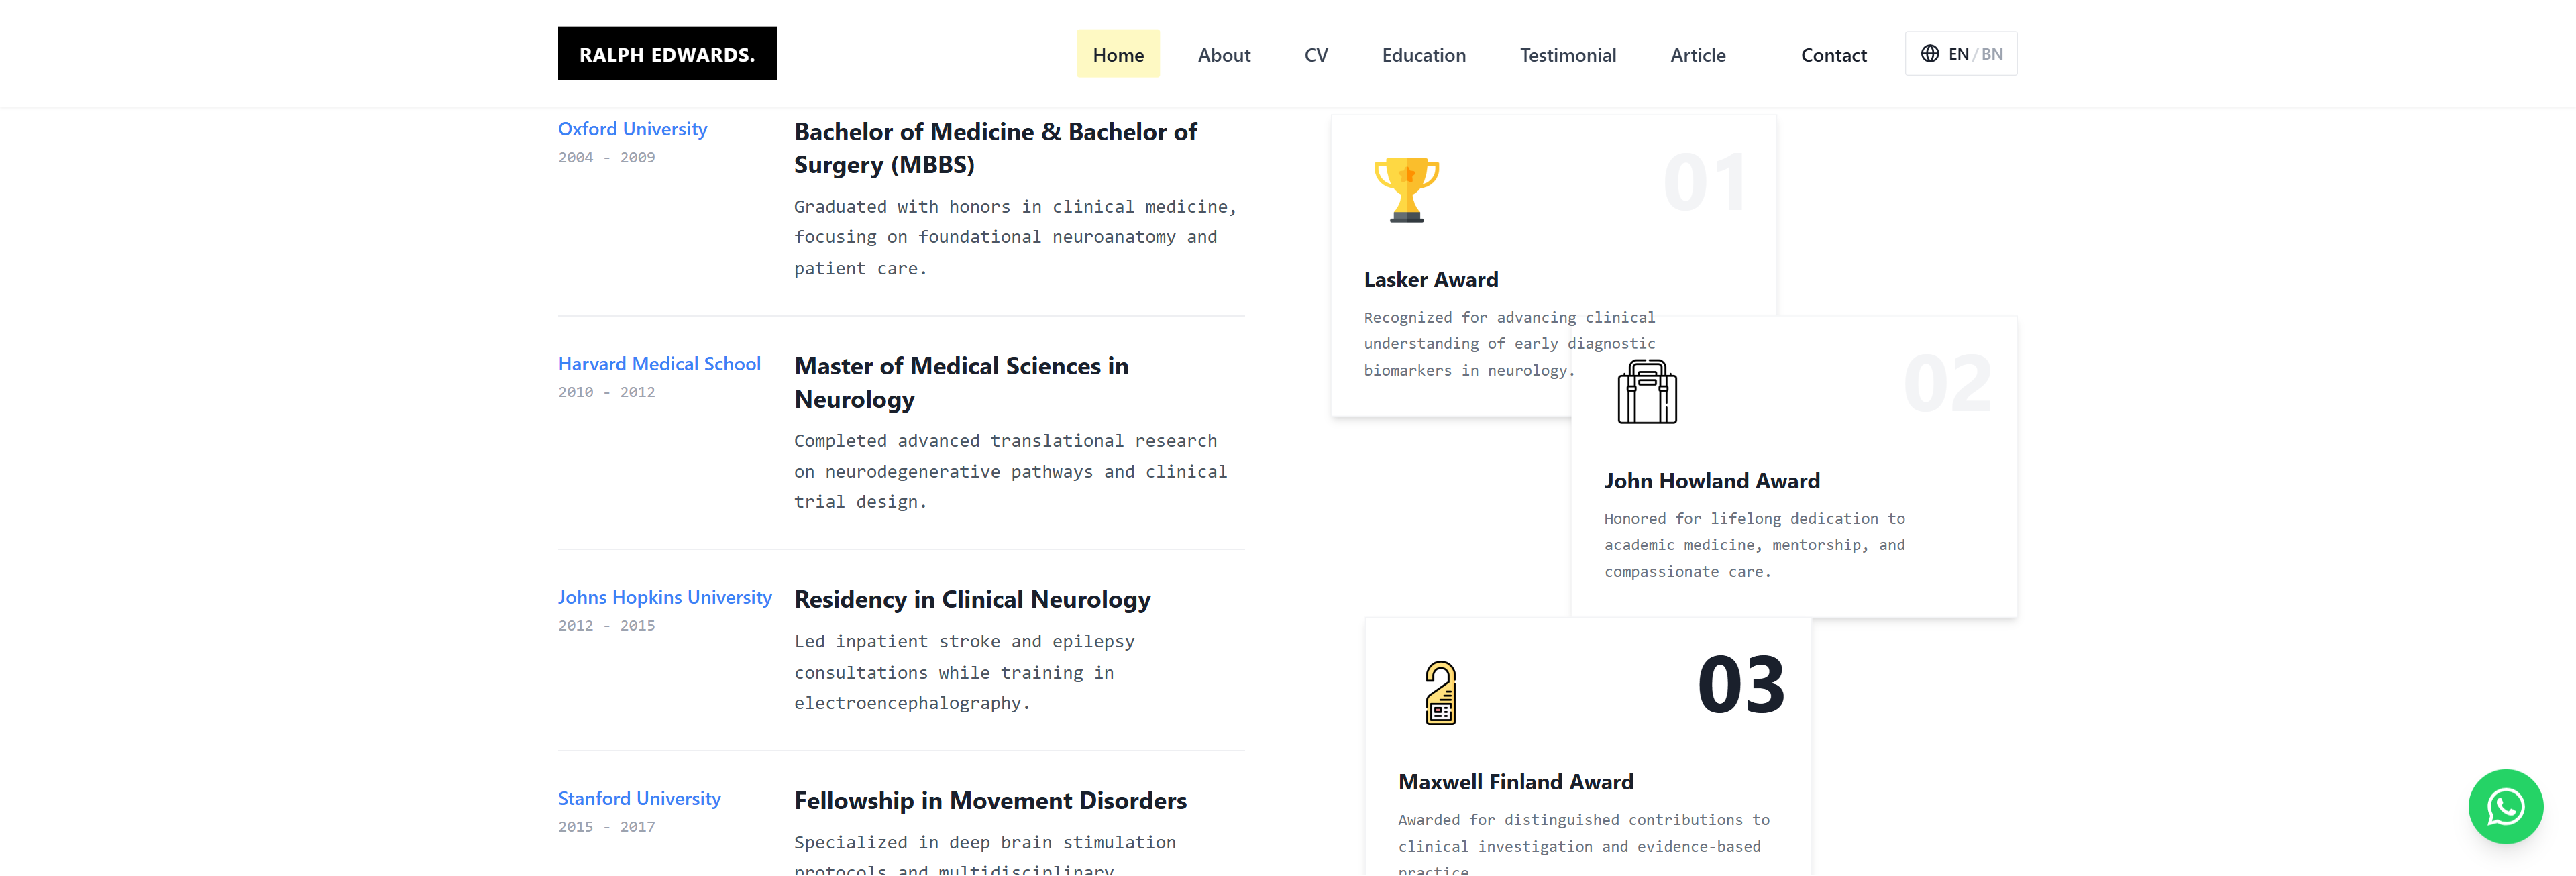 RALPH EDWARDS.
Home
About
CV
Education
Testimonial
Article
Contact
EN/BN
Oxford University
2004 - 2009
Bachelor of Medicine & Bachelor of
Surgery (MBBS)
Graduated with honors in clinical medicine,
focusing on foundational neuroanatomy and
patient care.
Harvard Medical School
2010 - 2012
Master of Medical Sciences in
Neurology
Completed advanced translational research
on neurodegenerative pathways and clinical
trial design.
Johns Hopkins University
2012 - 2015
Residency in Clinical Neurology
Led inpatient stroke and epilepsy
consultations while training in
electroencephalography.
Stanford University
2015 - 2017
Fellowship in Movement Disorders
Specialized in deep brain stimulation
protocols and multidisciplinary
01
Lasker Award
Recognized for advancing clinical
understanding of early diagnostic
biomarkers in neurology.
02
John Howland Award
Honored for lifelong dedication to
academic medicine, mentorship, and
compassionate care.
03
Maxwell Finland Award
Awarded for distinguished contributions to
clinical investigation and evidence-based
practice.